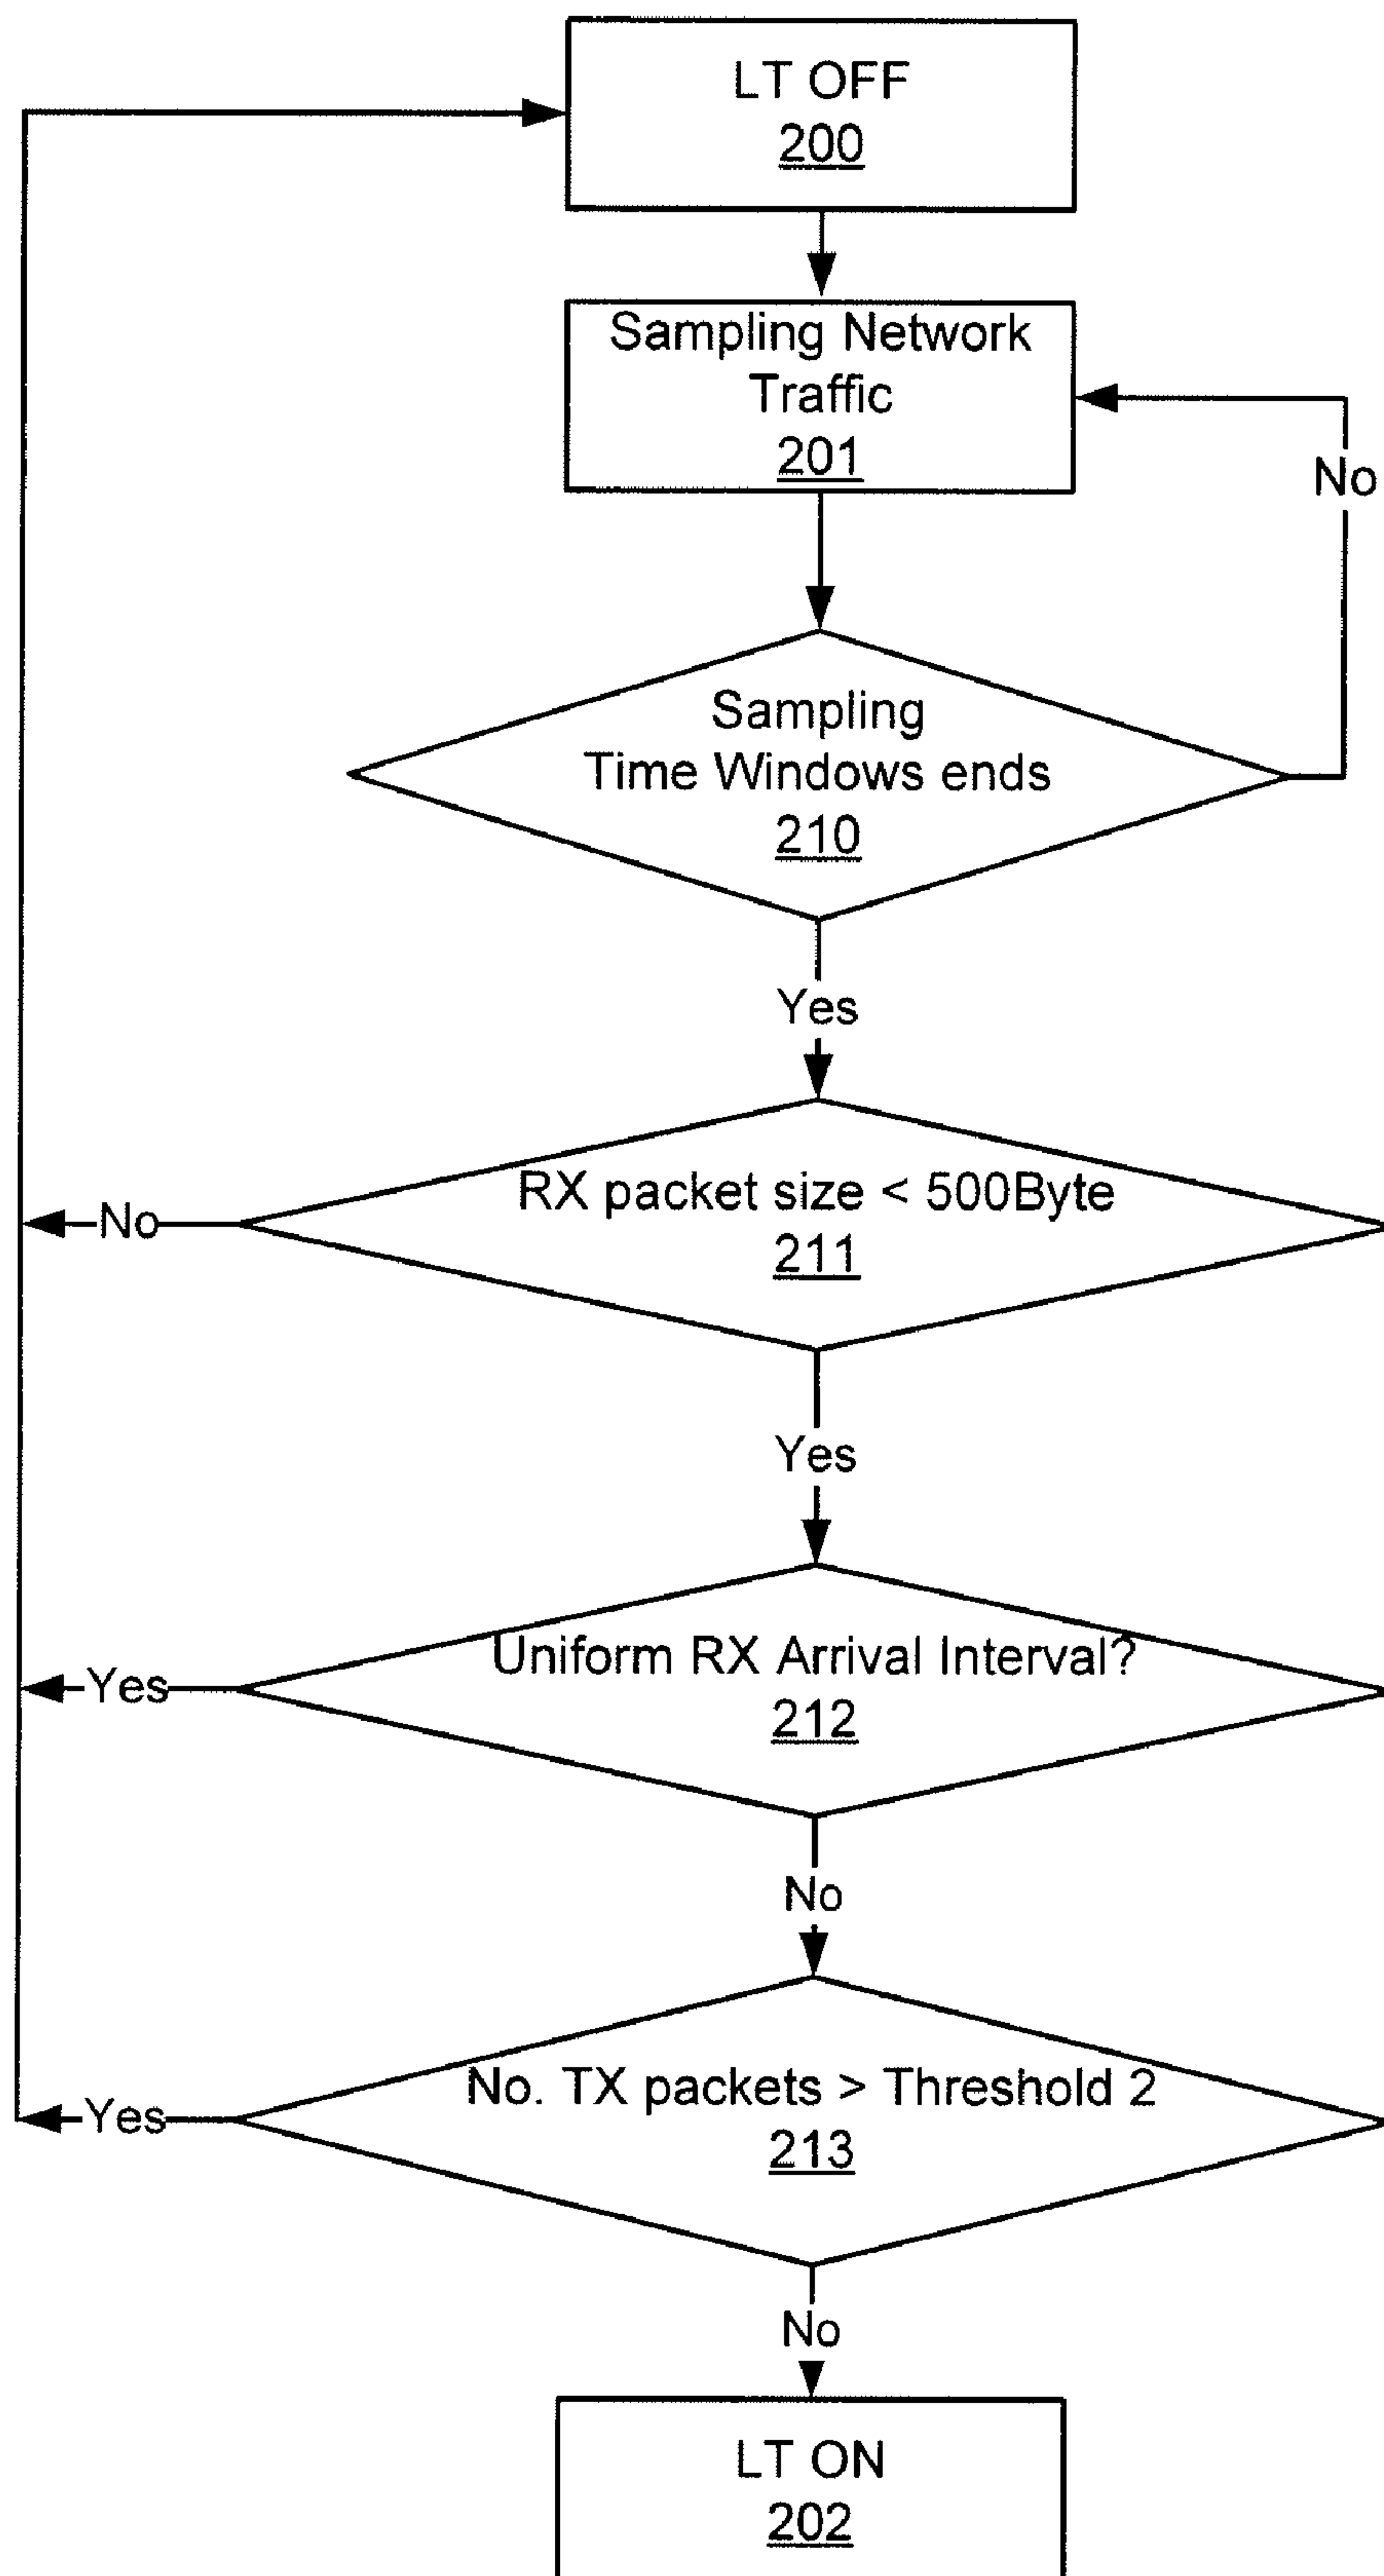 LT OFF
200
Sampling Network
Traffic
201
No
Sampling
Time Windows ends
210
Yes
RX packet size < 500Byte
211
No
Yes
Uniform RX Arrival Interval?
212
Yes
No
No. TX packets > Threshold 2
213
Yes
No
LT ON
202